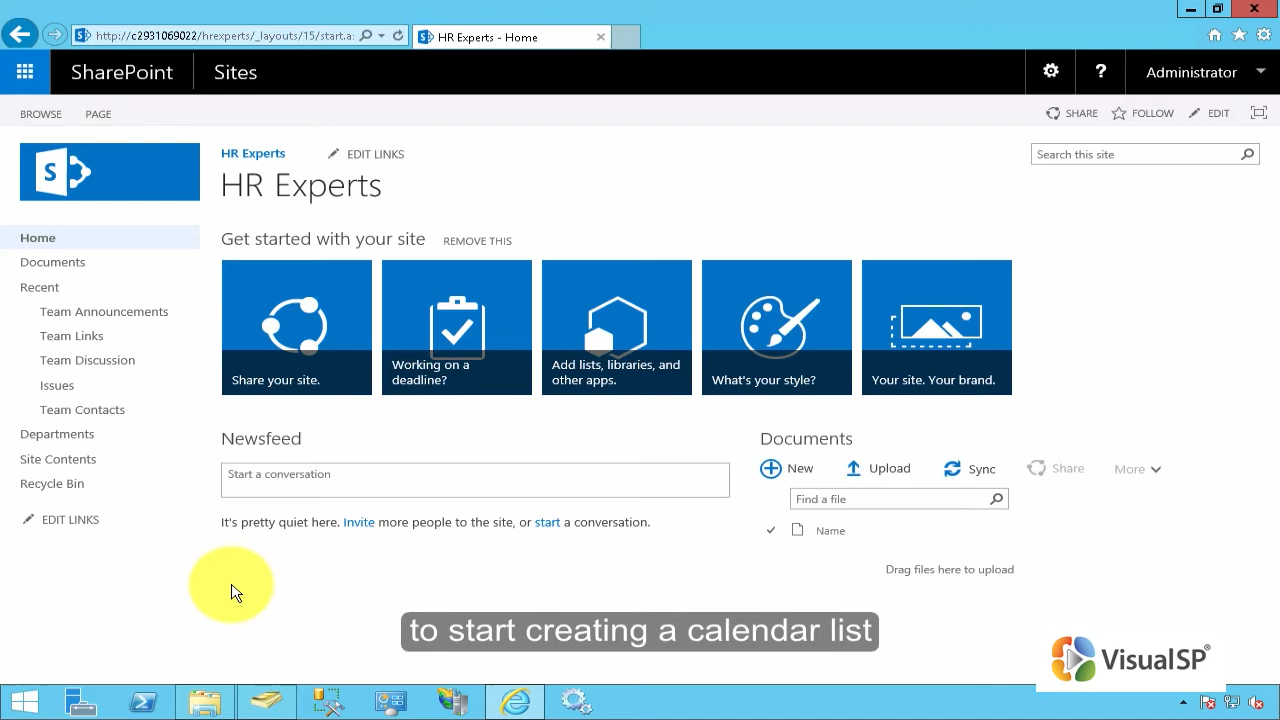 http://c2931069022/hrexperts/_layouts/15/start.a
HR Experts - Home
SharePoint
Sites
?
Administrator
BROWSE
PAGE
SHARE
FOLLOW
EDIT
S
HR Experts
EDIT LINKS
Search this site
HR Experts
Home
Documents
Recent
Team Announcements
Team Links
Team Discussion
Issues
Team Contacts
Departments
Site Contents
Recycle Bin
EDIT LINKS
Get started with your site
REMOVE THIS
Share your site.
Working on a
deadline?
Add lists, libraries, and
other apps.
What's your style?
Your site. Your brand.
Newsfeed
Start a conversation
It's pretty quiet here. Invite more people to the site, or start a conversation.
Documents
New
Upload
Sync
Share
More
Find a file
Name
Drag files here to upload
to start creating a calendar list
VisualSP®